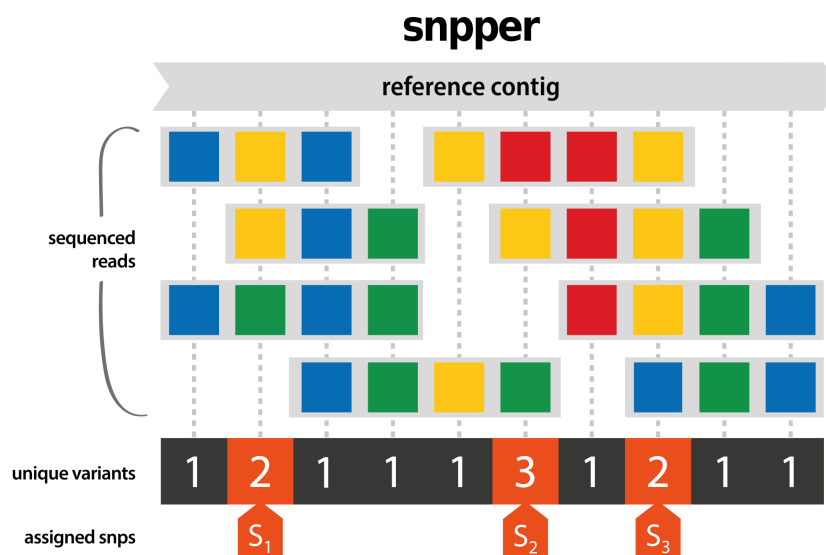 snpper
reference contig
sequenced
reads
unique variants 1 2 1 1 1 3 1 2 1 1
assigned snps S₁ S₂ S₃